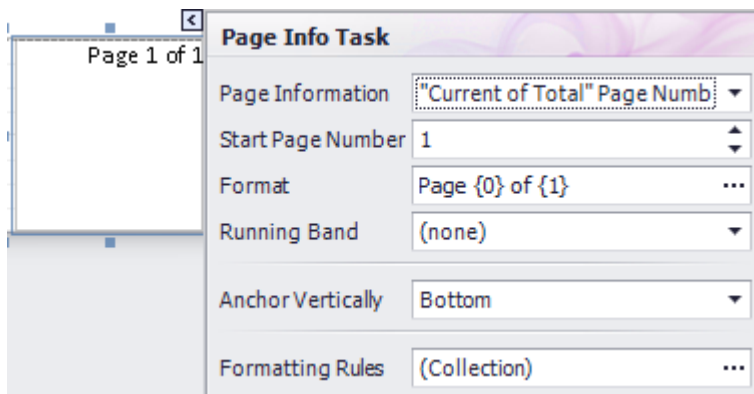 Page 1 of 1
Page Info Task
Page Information "Current of Total" Page Numb
Start Page Number 1
Format Page {0} of {1} ...
Running Band (none)
Anchor Vertically Bottom
Formatting Rules (Collection) ...